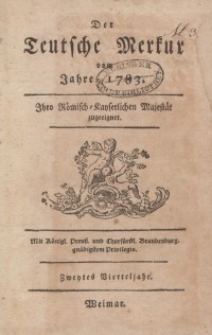 Der
Teutsche Merkur
vom
Jahre 1783.
Ihro Römisch-Kayserlichen Majestät
zugeeignet.
Mit Königl. Preuß. und Churfürstl. Brandenburg.
gnädigstem Privilegio.
Zweytes Vierteljahr.
Weimar.